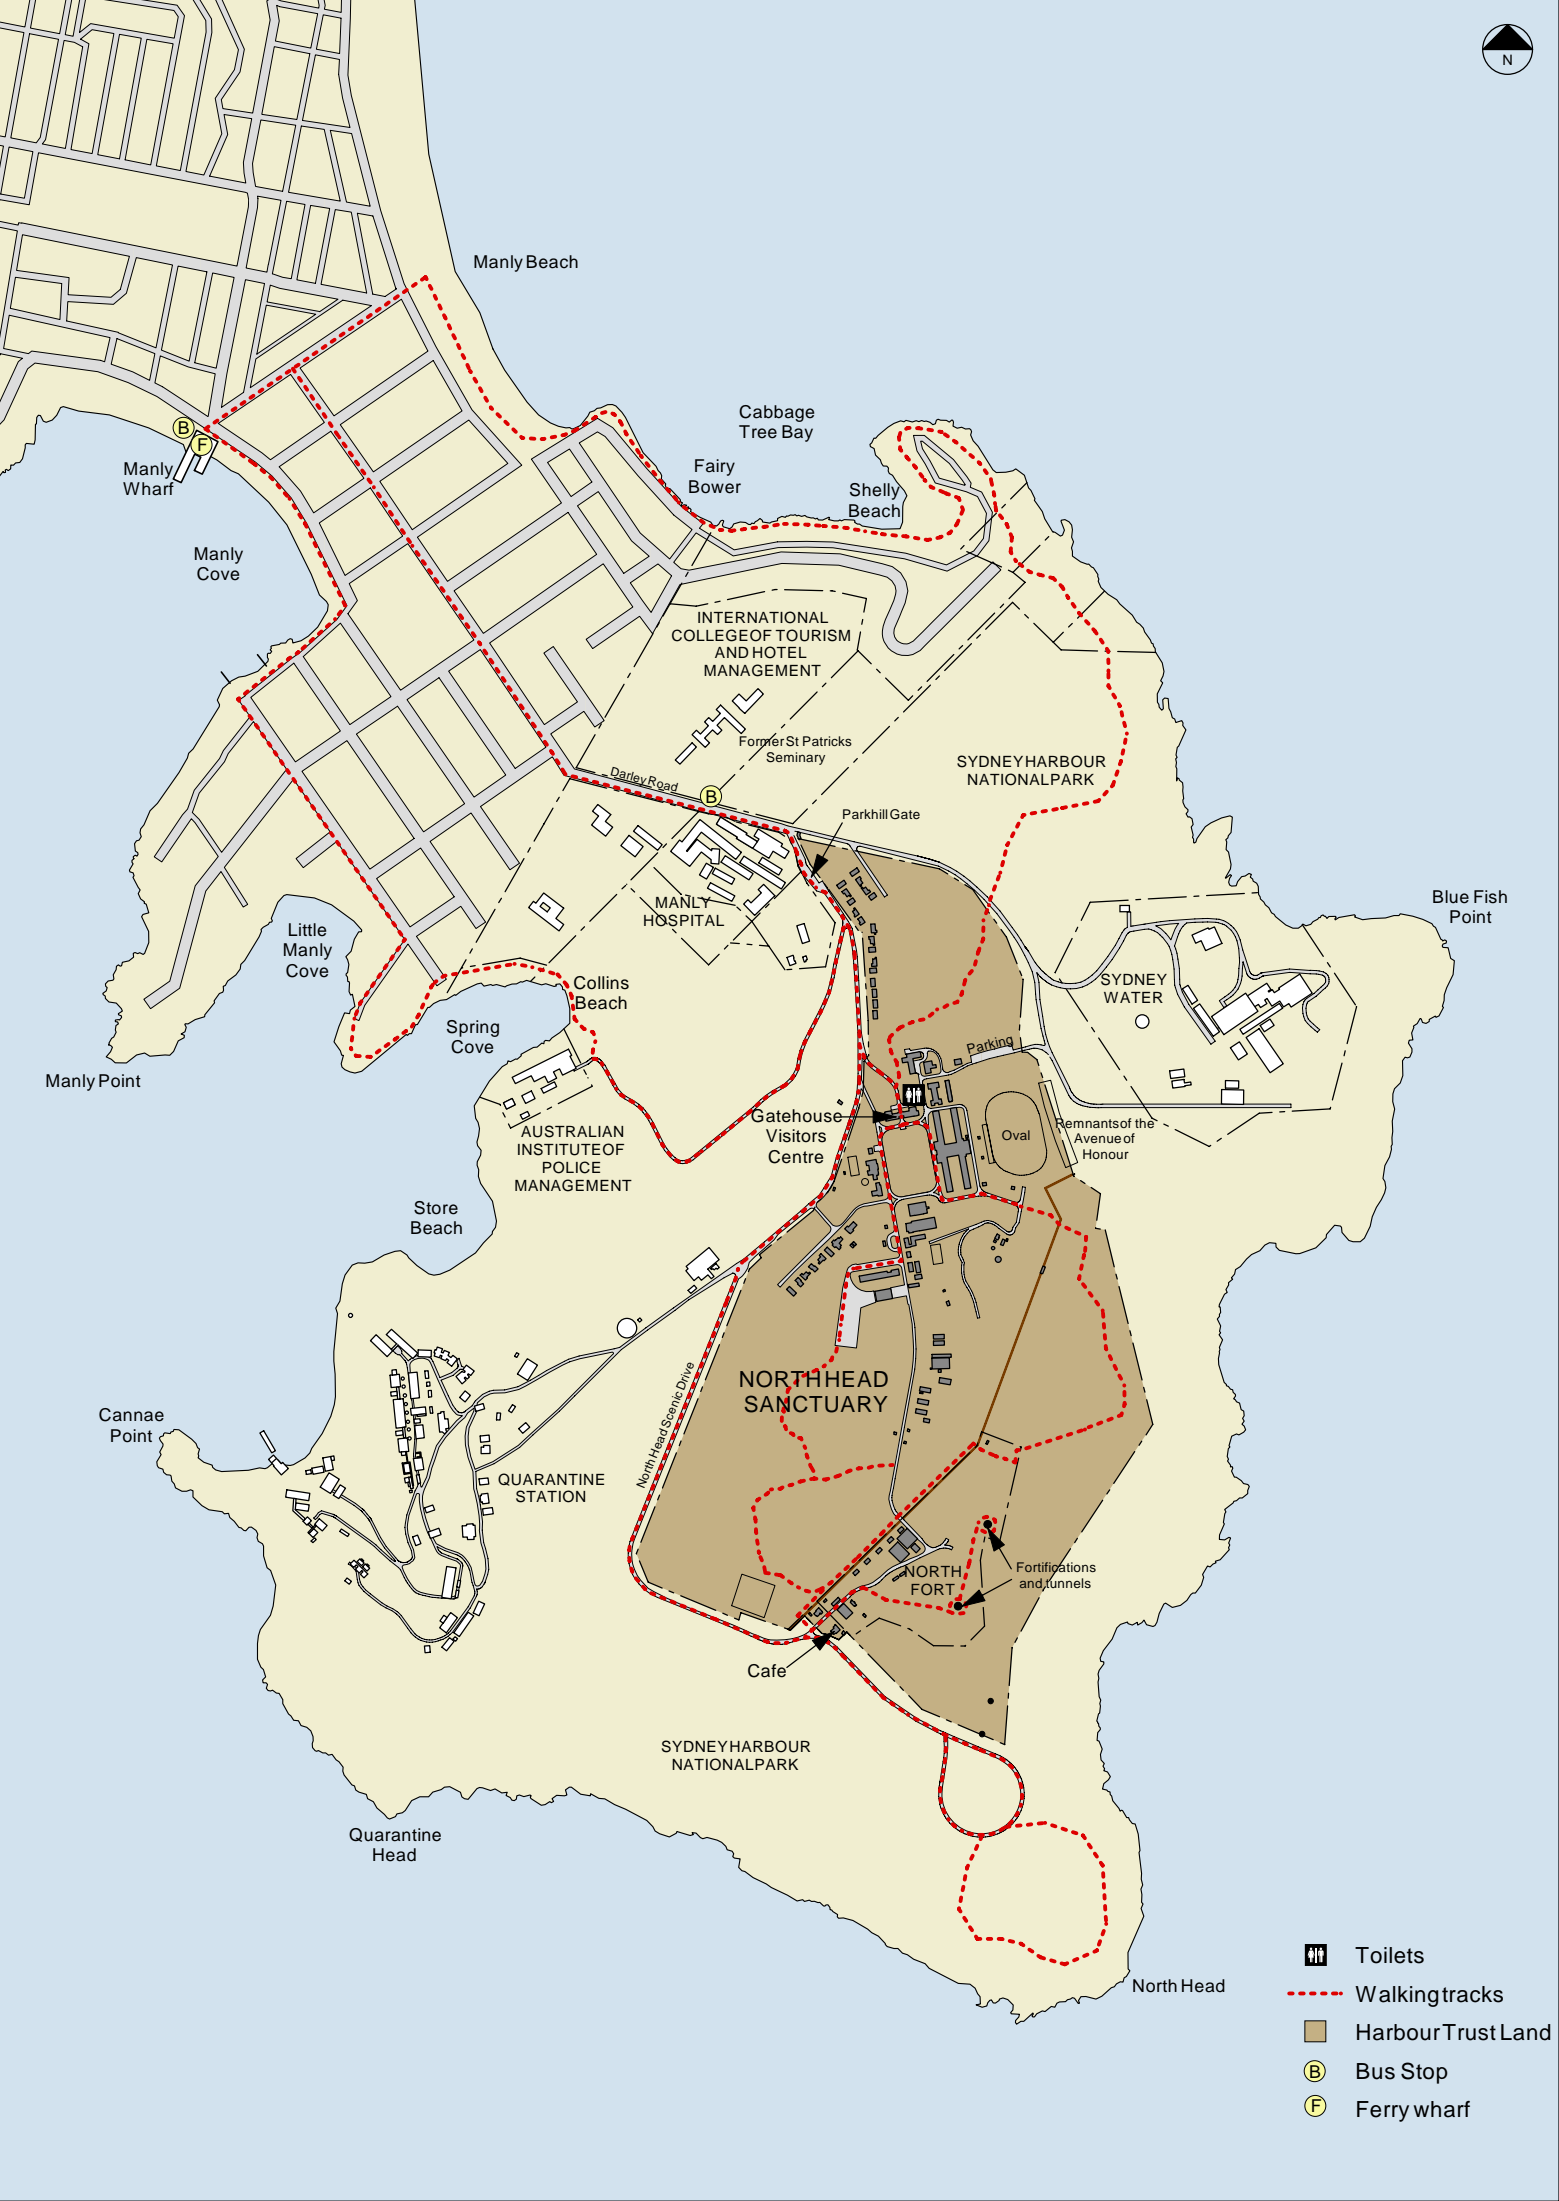 N
Manly Beach
Cabbage
Tree Bay
B
F
Manly
Wharf
Fairy
Bower
Shelly
Beach
Manly
Cove
INTERNATIONAL
COLLEGE OF TOURISM
AND HOTEL
MANAGEMENT
Former St Patricks
Seminary
SYDNEY HARBOUR
NATIONAL PARK
Darley Road
B
Parkhill Gate
MANLY
HOSPITAL
Blue Fish
Point
Little
Manly
Cove
Collins
Beach
SYDNEY
WATER
Spring
Cove
Parking
Manly Point
Gatehouse
Visitors
Centre
Oval
Remnants of the
Avenue of
Honour
AUSTRALIAN
INSTITUTE OF
POLICE
MANAGEMENT
Store
Beach
NORTH HEAD
SANCTUARY
North Head Scenic Drive
Cannae
Point
QUARANTINE
STATION
NORTH
FORT
Fortifications
and tunnels
Cafe
SYDNEY HARBOUR
NATIONAL PARK
Quarantine
Head
North Head
Toilets
Walking tracks
Harbour Trust Land
B Bus Stop
F Ferry wharf